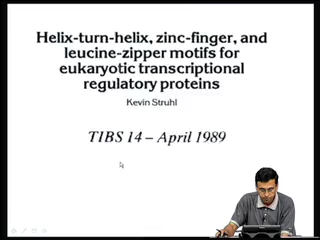 Helix-turn-helix, zinc-finger, and
leucine-zipper motifs for
eukaryotic transcriptional
regulatory proteins
Kevin Struhl
TIBS 14 – April 1989